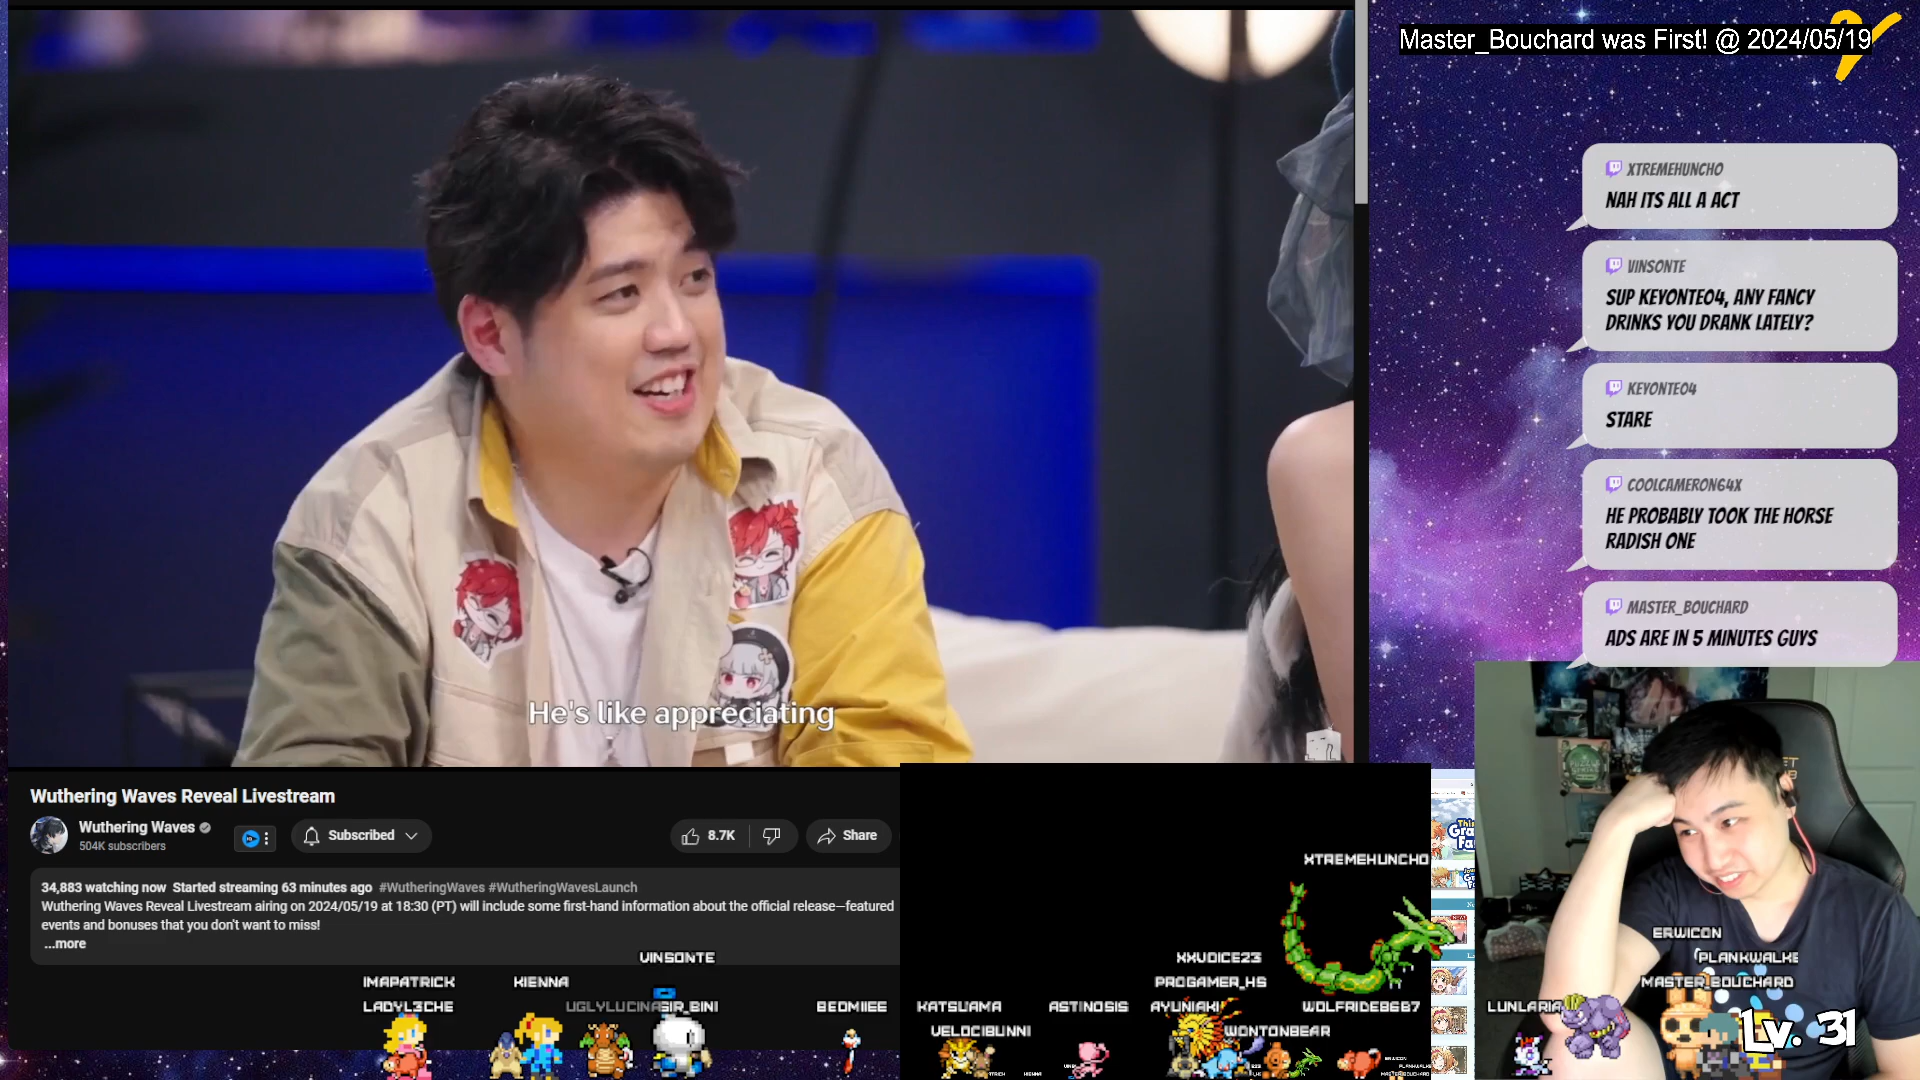 Master_Bouchard was First! @ 2024/05/19
XTREMEHUNCHO
NAH ITS ALL A ACT
VINSONTE
SUP KEYONTE04, ANY FANCY
DRINKS YOU DRANK LATELY?
KEYONTE04
STARE
COOLCAMERON64X
HE PROBABLY TOOK THE HORSE
RADISH ONE
MASTER_BOUCHARD
ADS ARE IN 5 MINUTES GUYS
He's like appreciating
Wuthering Waves Reveal Livestream
Wuthering Waves
504K subscribers
Subscribed
8.7K
Share
34,883 watching now Started streaming 63 minutes ago #WutheringWaves #WutheringWavesLaunch
Wuthering Waves Reveal Livestream airing on 2024/05/19 at 18:30 (PT) will include some first-hand information about the official release—featured
events and bonuses that you don't want to miss!
...more
XTREMEHUNCHO
VINSONTE
XXVOICE23
IMAPATRICK
KIENNA
PROGAMER_HS
LADYL3CHE
UGLYLUCINA
SIR_BINI
BEOMIIEE
KATSUAMA
ASTINOSIS
AYUNIAKI
WOLFRIDE8687
VELOCIBUNNI
WONTONBEAR
ERWICON
PLANKWALKE
MASTER_BOUCHARD
LUNLARIA
Lv. 31